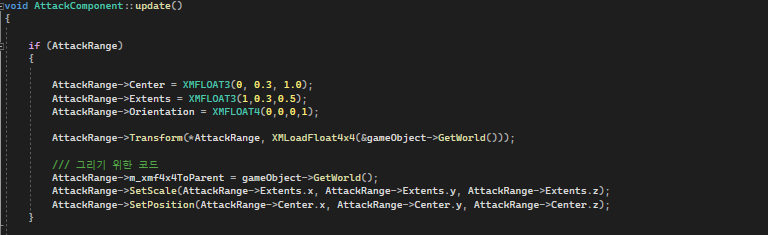 void AttackComponent::update()
{
if (AttackRange)
{
AttackRange->Center = XMFLOAT3(0, 0.3, 1.0);
AttackRange->Extents = XMFLOAT3(1,0.3,0.5);
AttackRange->Orientation = XMFLOAT4(0,0,0,1);
AttackRange->Transform(*AttackRange, XMLoadFloat4x4(&gameObject->GetWorld()));
/// 그리기 위한 코드
AttackRange->m_xmf4x4ToParent = gameObject->GetWorld();
AttackRange->SetScale(AttackRange->Extents.x, AttackRange->Extents.y, AttackRange->Extents.z);
AttackRange->SetPosition(AttackRange->Center.x, AttackRange->Center.y, AttackRange->Center.z);
}